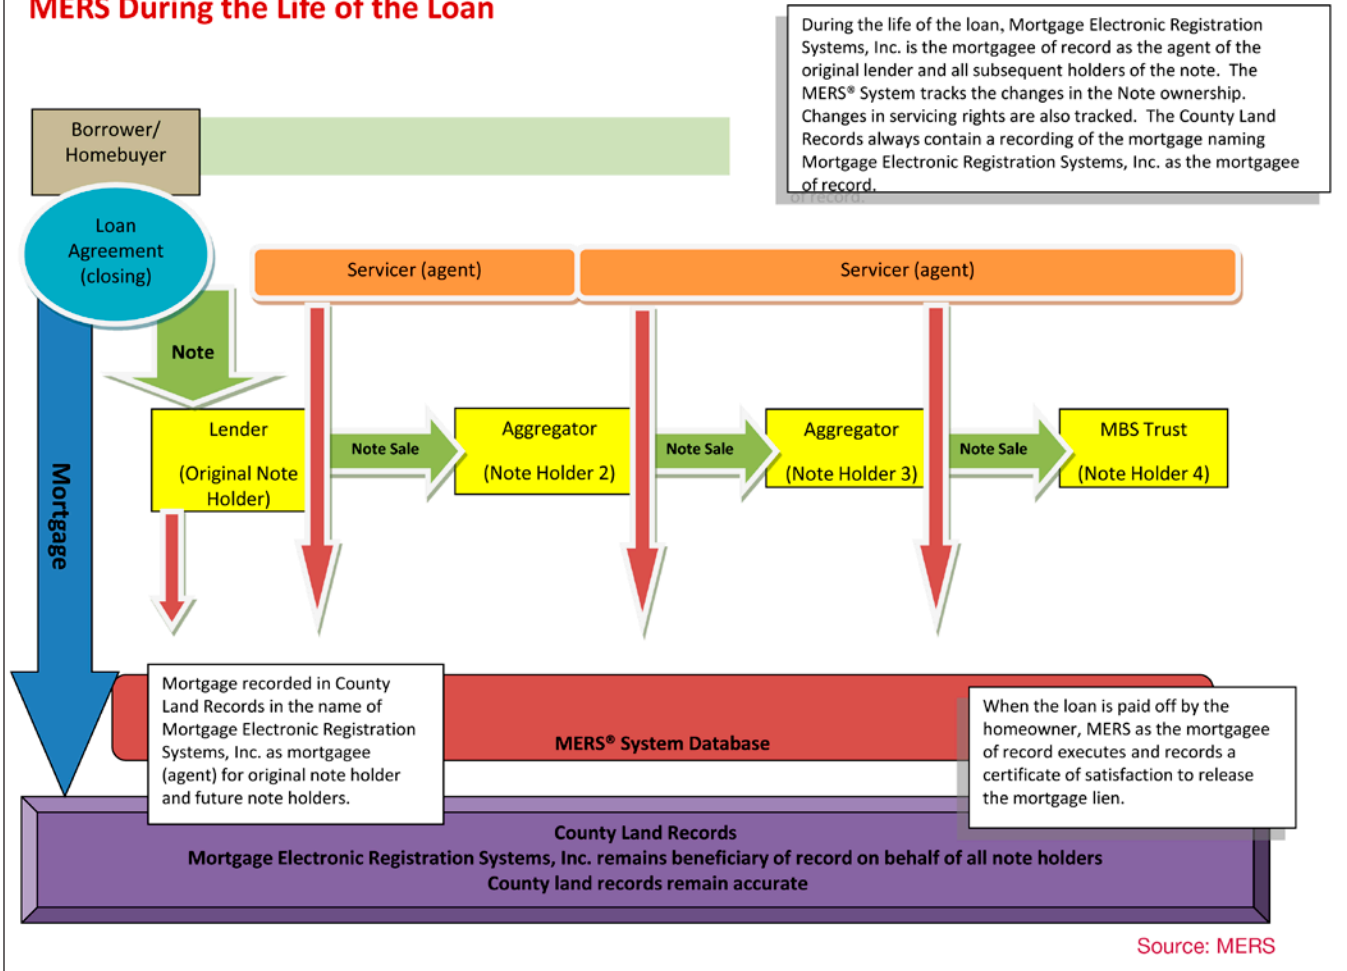 MERS During the Life of the Loan
During the life of the loan, Mortgage Electronic Registration
Systems, Inc. is the mortgagee of record as the agent of the
original lender and all subsequent holders of the note. The
MERS® System tracks the changes in the Note ownership.
Changes in servicing rights are also tracked. The County Land
Records always contain a recording of the mortgage naming
Mortgage Electronic Registration Systems, Inc. as the mortgagee
of record.
Borrower/
Homebuyer
Loan
Agreement
(closing)
Servicer (agent)
Servicer (agent)
Note
Mortgage
Lender
(Original Note
Holder)
Note Sale
Aggregator
(Note Holder 2)
Note Sale
Aggregator
(Note Holder 3)
Note Sale
MBS Trust
(Note Holder 4)
Mortgage recorded in County
Land Records in the name of
Mortgage Electronic Registration
Systems, Inc. as mortgagee
(agent) for original note holder
and future note holders.
MERS® System Database
When the loan is paid off by the
homeowner, MERS as the mortgagee
of record executes and records a
certificate of satisfaction to release
the mortgage lien.
County Land Records
Mortgage Electronic Registration Systems, Inc. remains beneficiary of record on behalf of all note holders
County land records remain accurate
Source: MERS